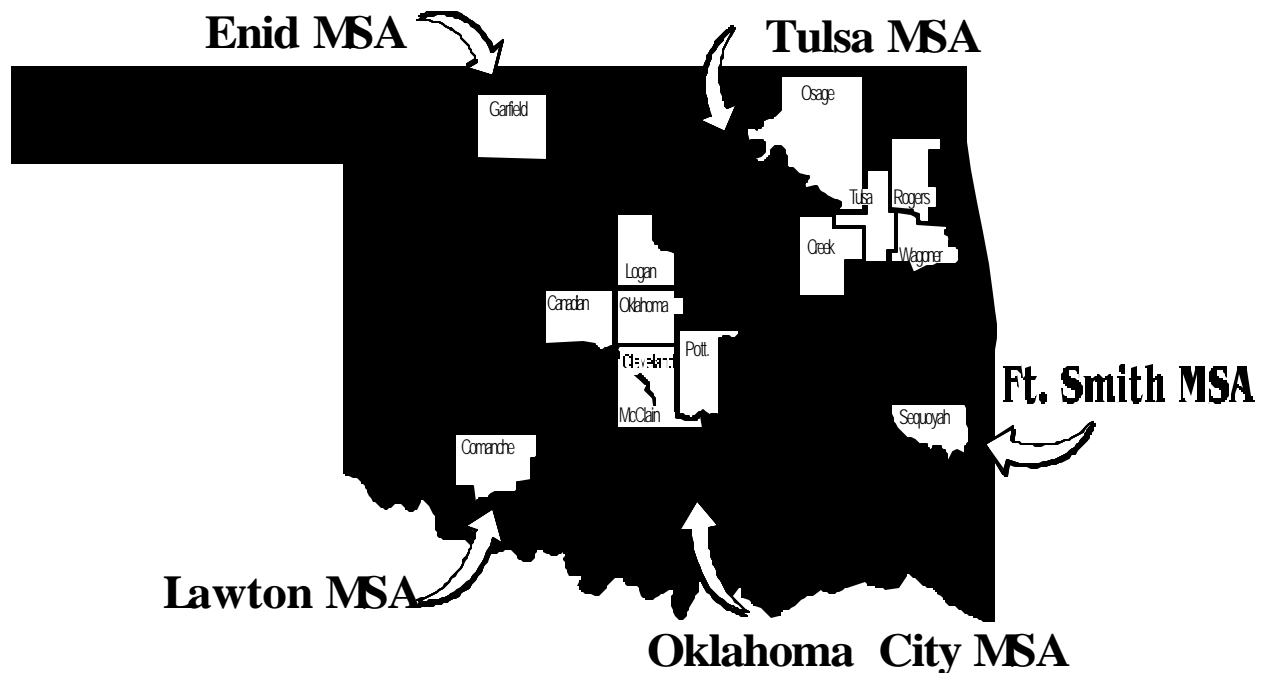 Enid MSA
Tulsa MSA
Osage
Garfield
Tulsa
Rogers
Creek
Wagoner
Logan
Canadian
Oklahoma
Cleveland
Pott.
Ft. Smith MSA
McClain
Sequoyah
Comanche
Lawton MSA
Oklahoma City MSA